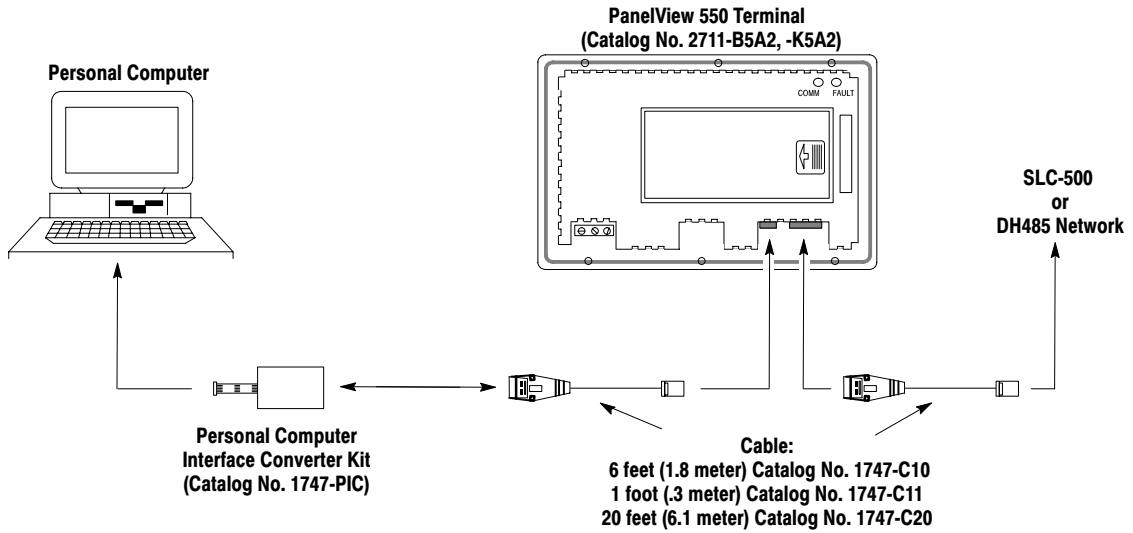 PanelView 550 Terminal
(Catalog No. 2711-B5A2, -K5A2)
Personal Computer
COMM FAULT
SLC-500
or
DH485 Network
Personal Computer
Interface Converter Kit
(Catalog No. 1747-PIC)
Cable:
6 feet (1.8 meter) Catalog No. 1747-C10
1 foot (.3 meter) Catalog No. 1747-C11
20 feet (6.1 meter) Catalog No. 1747-C20